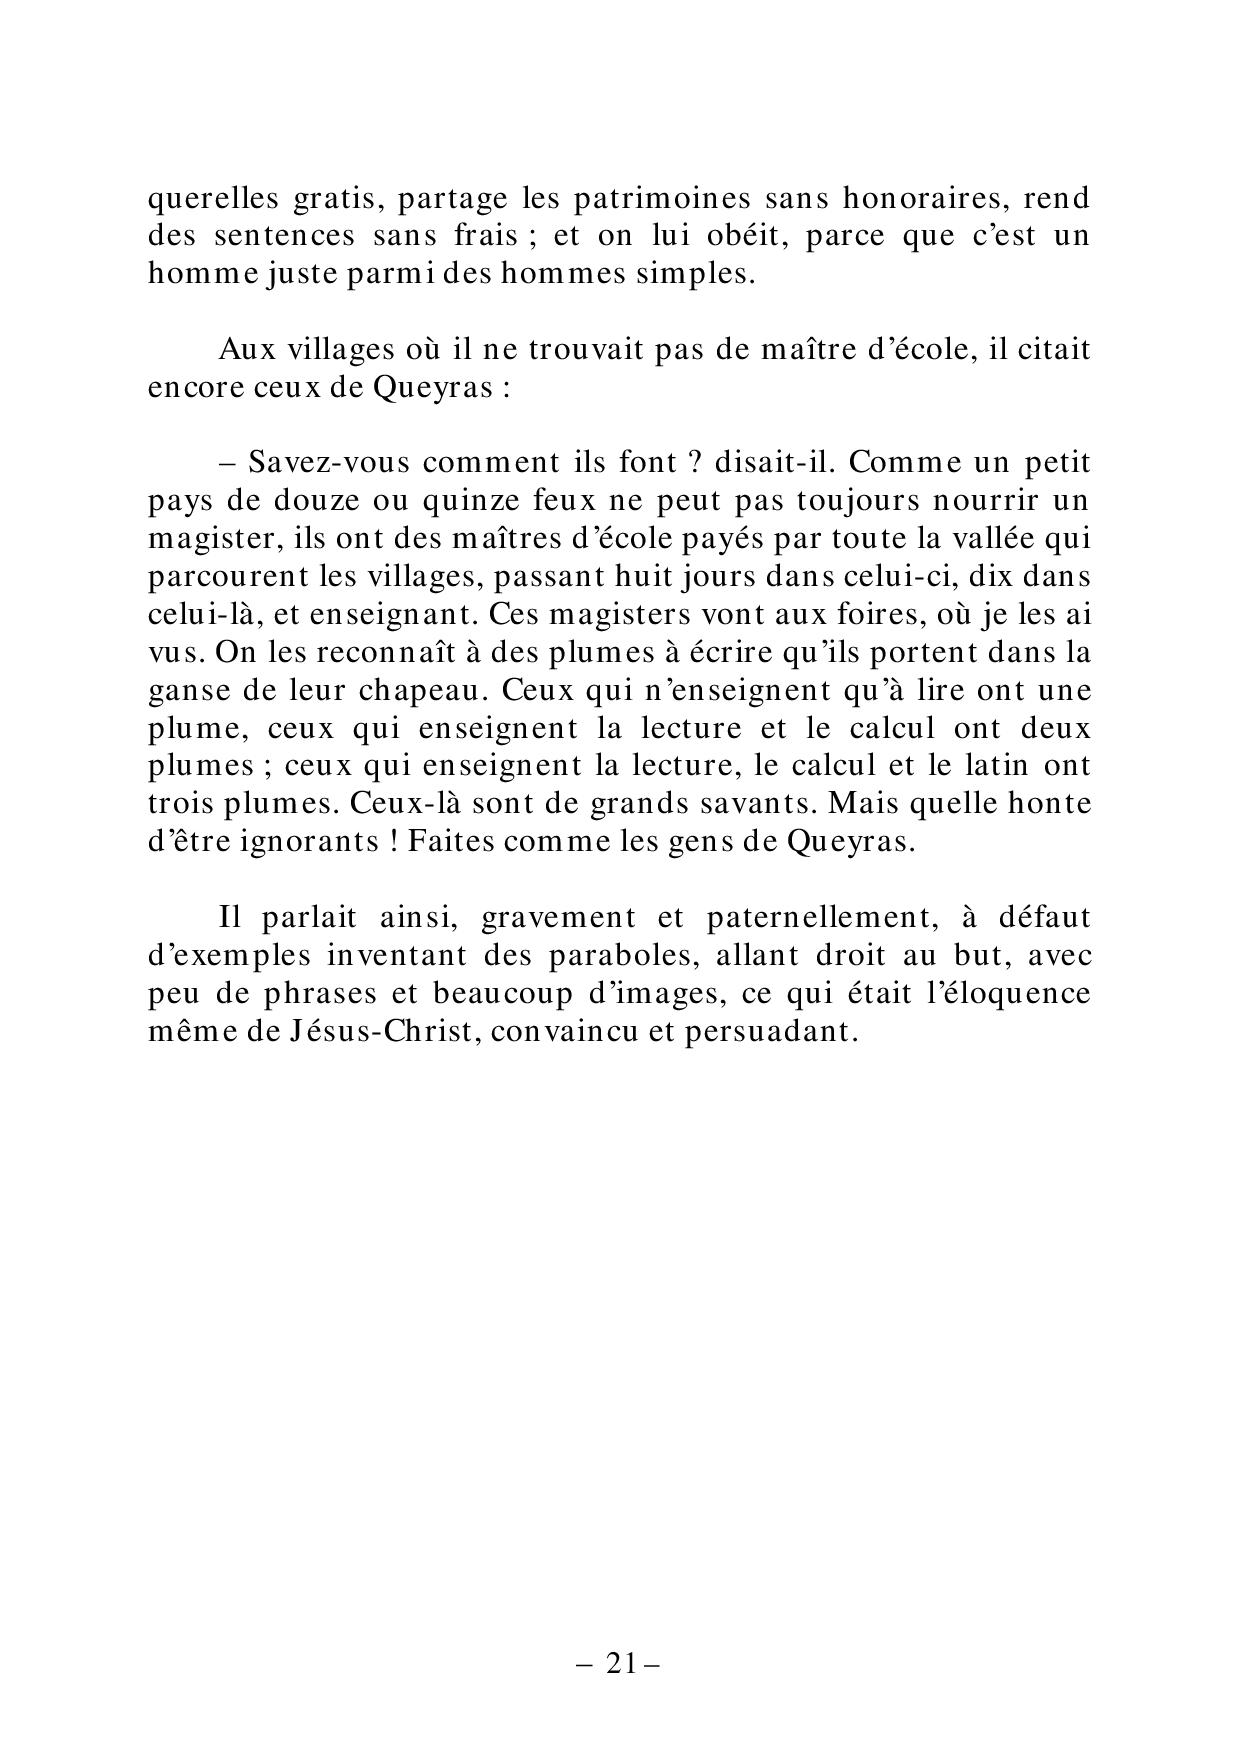 querelles gratis, partage les patrimoines sans honoraires, rend
des sentences sans frais ; et on lui obéit, parce que c’est un
homme juste parmi des hommes simples.
Aux villages où il ne trouvait pas de maître d’école, il citait
encore ceux de Queyras :
– Savez-vous comment ils font ? disait-il. Comme un petit
pays de douze ou quinze feux ne peut pas toujours nourrir un
magister, ils ont des maîtres d’école payés par toute la vallée qui
parcourent les villages, passant huit jours dans celui-ci, dix dans
celui-là, et enseignant. Ces magisters vont aux foires, où je les ai
vus. On les reconnaît à des plumes à écrire qu’ils portent dans la
ganse de leur chapeau. Ceux qui n’enseignent qu’à lire ont une
plume, ceux qui enseignent la lecture et le calcul ont deux
plumes ; ceux qui enseignent la lecture, le calcul et le latin ont
trois plumes. Ceux-là sont de grands savants. Mais quelle honte
d’être ignorants ! Faites comme les gens de Queyras.
Il parlait ainsi, gravement et paternellement, à défaut
d’exemples inventant des paraboles, allant droit au but, avec
peu de phrases et beaucoup d’images, ce qui était l’éloquence
même de Jésus-Christ, convaincu et persuadant.
– 21 –